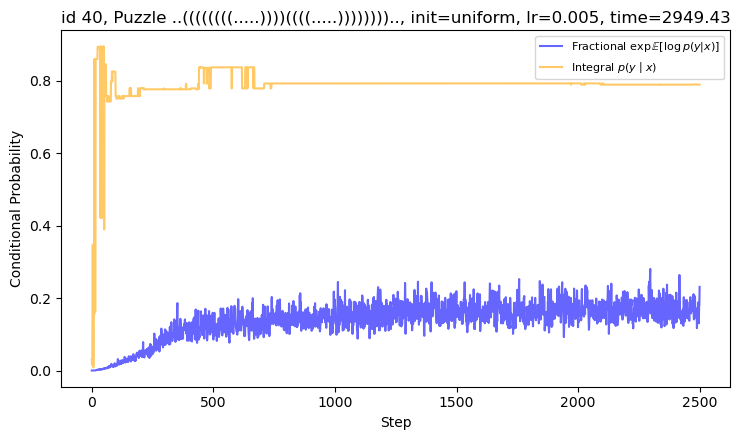 id 40, Puzzle ..((((((((.....))))((((.....)))))))).., init=uniform, lr=0.005, time=2949.43
Fractional exp𝔼[log p(y|x)]
Integral p(y | x)
Conditional Probability
0.8
0.6
0.4
0.2
0.0
0 500 1000 1500 2000 2500
Step